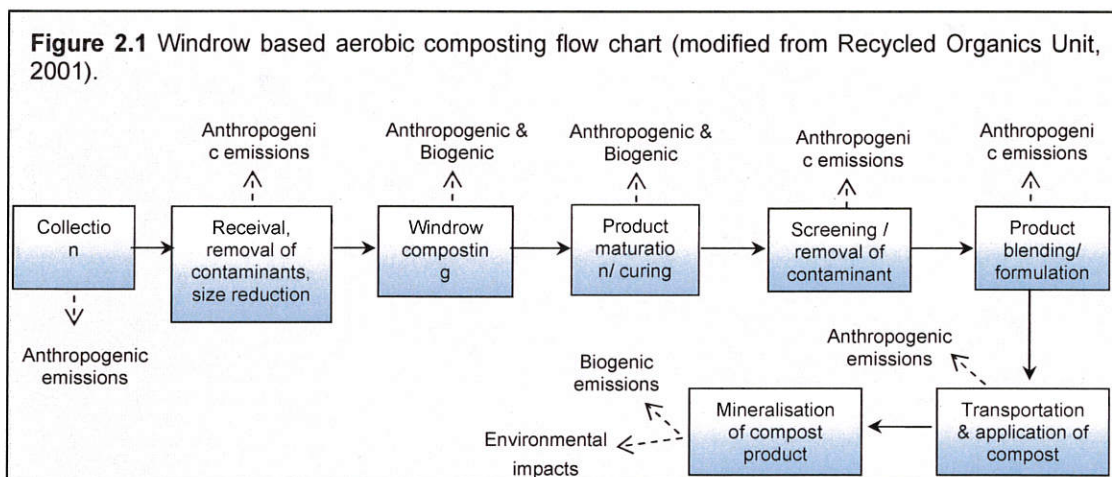 Figure 2.1 Windrow based aerobic composting flow chart (modified from Recycled Organics Unit,
2001).
Anthropogeni
c emissions
Anthropogenic &
Biogenic
Anthropogenic &
Biogenic
Anthropogeni
c emissions
Anthropogeni
c emissions
Collectio
n
Receival,
removal of
contaminants,
size reduction
Windrow
compostin
g
Product
maturatio
n/ curing
Screening /
removal of
contaminant
Product
blending/
formulation
Anthropogenic
emissions
Biogenic
emissions
Environmental
impacts
Mineralisation
of compost
product
Anthropogenic
emissions
Transportation
& application of
compost